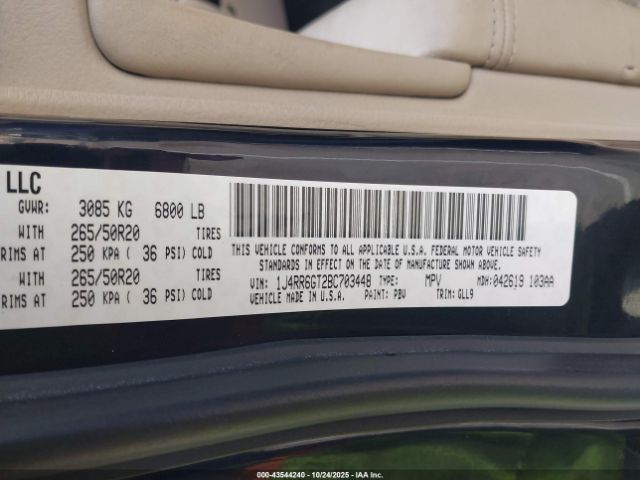 LLC
GVWR: 3085 KG 6800 LB
WITH 265/50R20 TIRES
RIMS AT 250 KPA ( 36 PSI) COLD
WITH 265/50R20 TIRES
RIMS AT 250 KPA ( 36 PSI) COLD
THIS VEHICLE CONFORMS TO ALL APPLICABLE U.S.A. FEDERAL MOTOR VEHICLE SAFETY
STANDARDS IN EFFECT ON THE DATE OF MANUFACTURE SHOWN ABOVE.
VIN: 1J4RR6GT2BC703448 TYPE: MPV MDH: 042619 103AA
VEHICLE MADE IN U.S.A. PAINT: PBV TRIM: GLL9
000-43544240 - 10/24/2025 - IAA Inc.